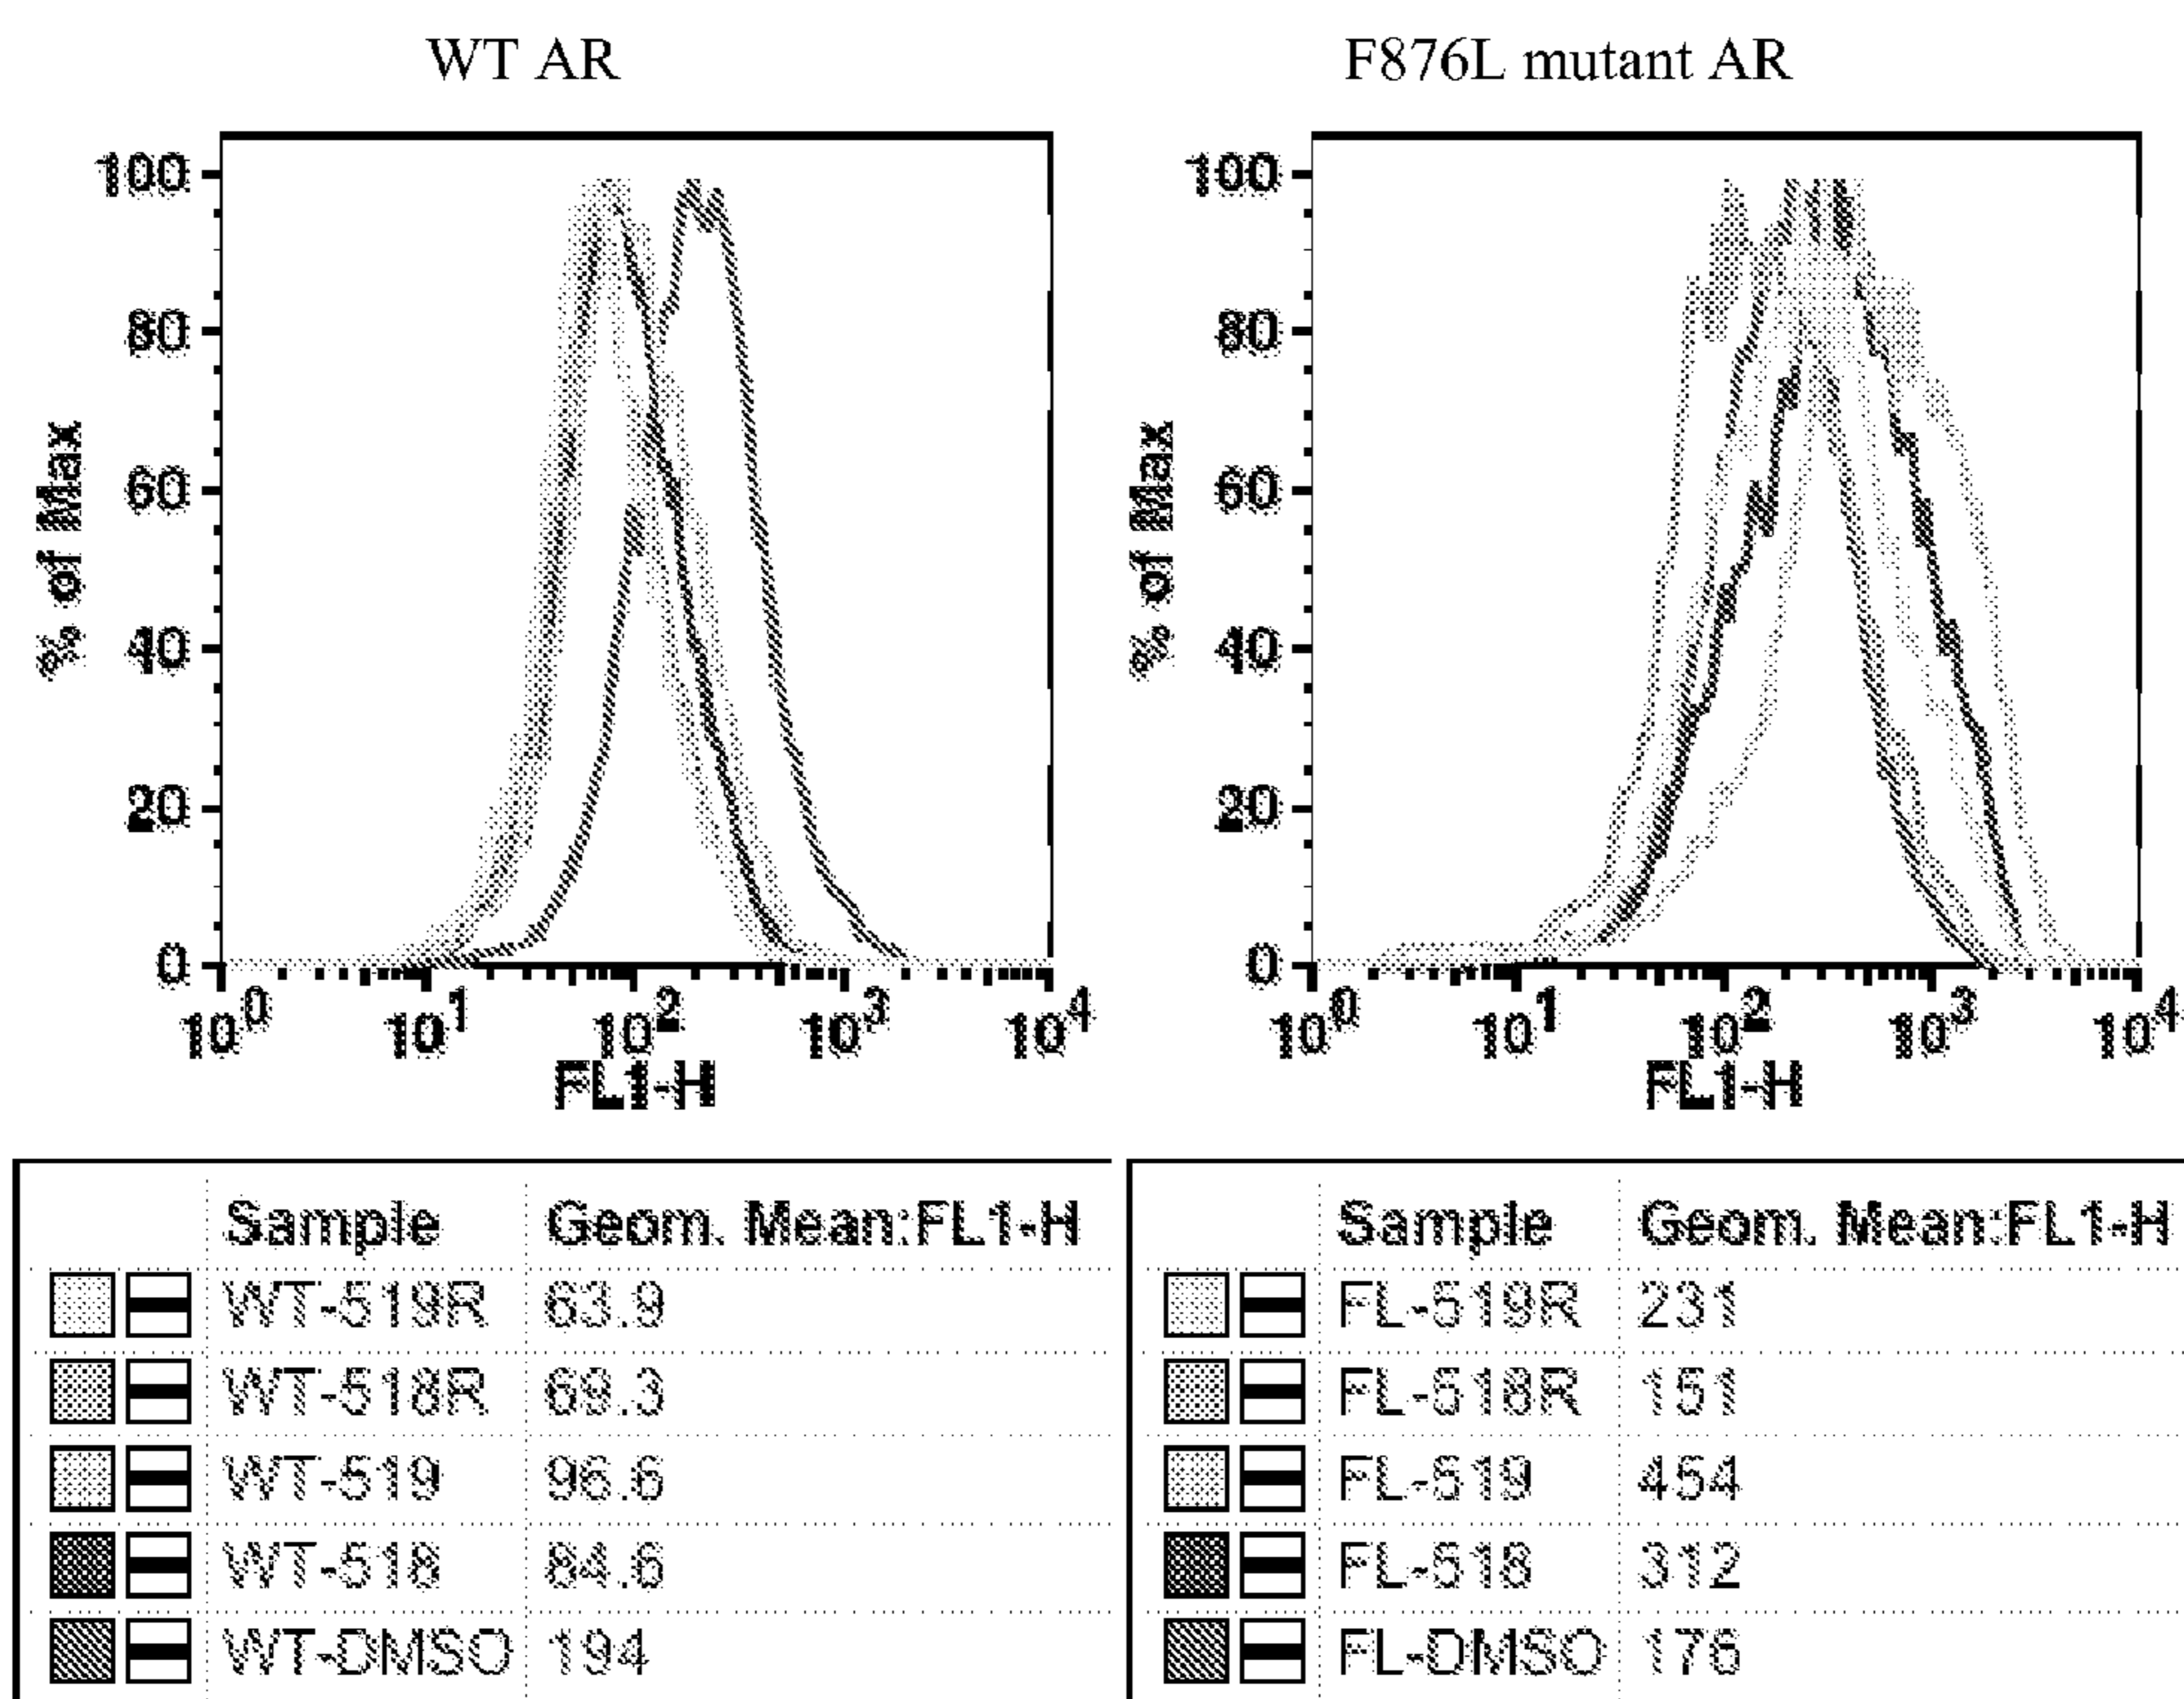 WT AR
F876L mutant AR
100
80
60
40
20
0
% of Max
10^0 10^1 10^2 10^3 10^4
FL1-H
100
80
60
40
20
0
% of Max
10^0 10^1 10^2 10^3 10^4
FL1-H
Sample Geom. Mean:FL1-H
WT-519R 63.9
WT-518R 69.3
WT-519 96.6
WT-518 84.6
WT-DMSO 194
Sample Geom. Mean:FL1-H
FL-519R 231
FL-518R 151
FL-519 454
FL-518 312
FL-DMSO 176